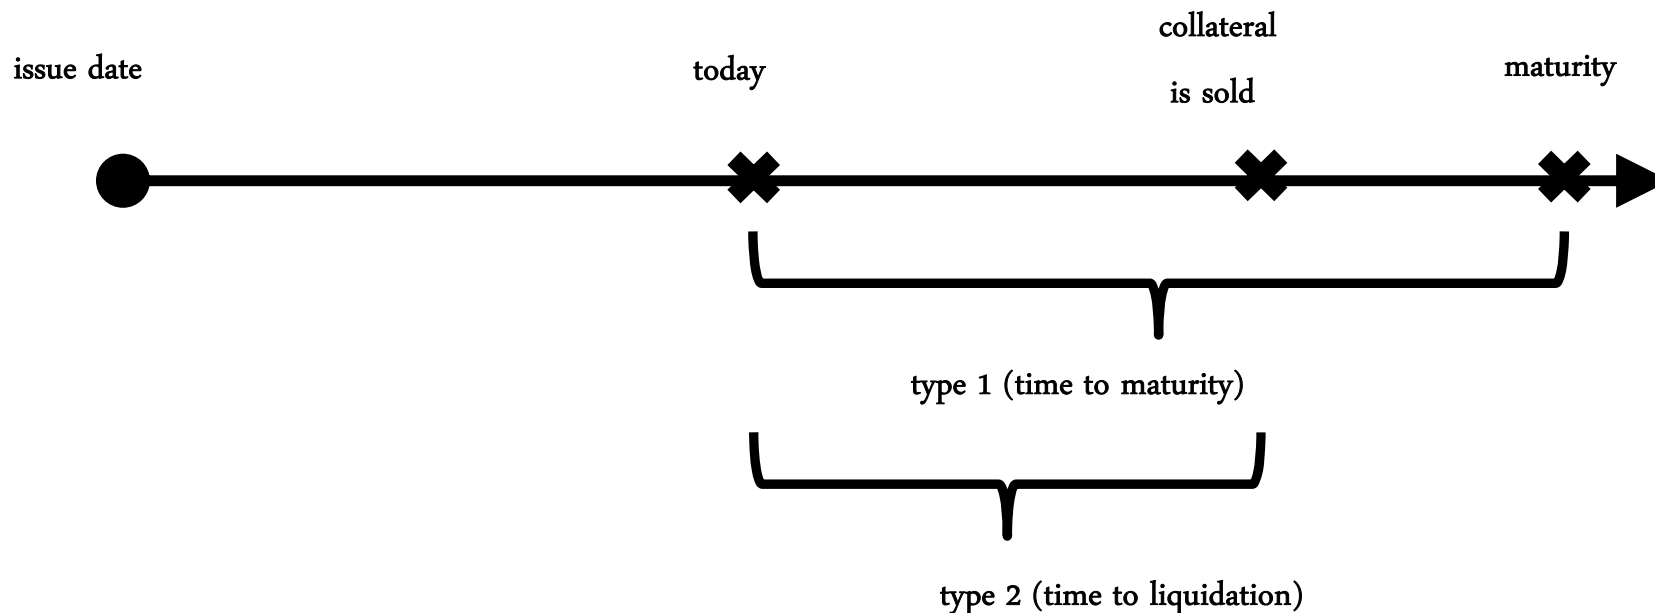 issue date
today
collateral
is sold
maturity
type 1 (time to maturity)
type 2 (time to liquidation)